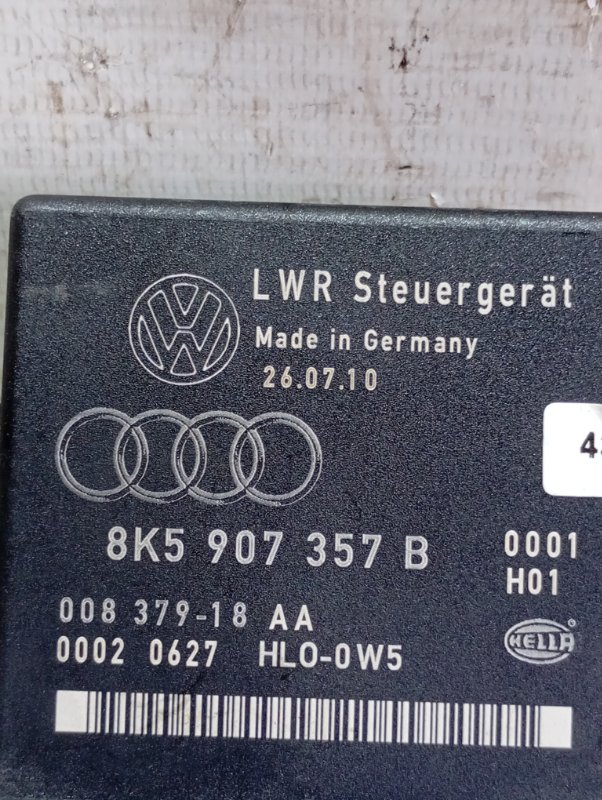 LWR Steuergerät
Made in Germany
26.07.10
8K5 907 357 B
0001
H01
008 379-18 AA
0002 0627 HLO-0W5
HELLA